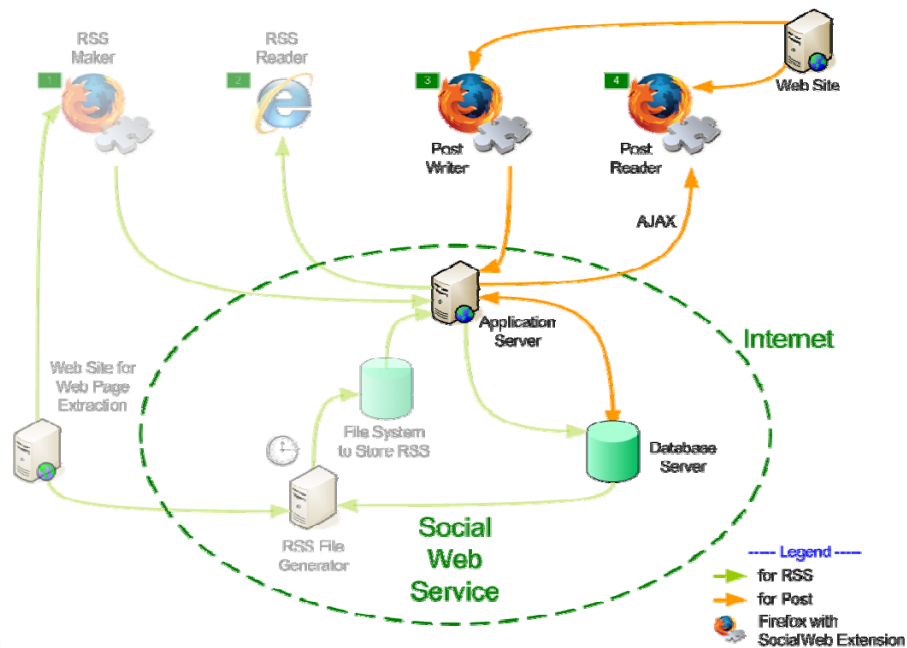 RSS
Maker
RSS
Reader
1
2
3
4
Web Site
Post
Writer
Post
Reader
AJAX
Application
Server
Internet
Web Site for
Web Page
Extraction
File System
to Store RSS
Database
Server
RSS File
Generator
Social
Web
Service
----- Legend -----
for RSS
for Post
Firefox with
SocialWeb Extension